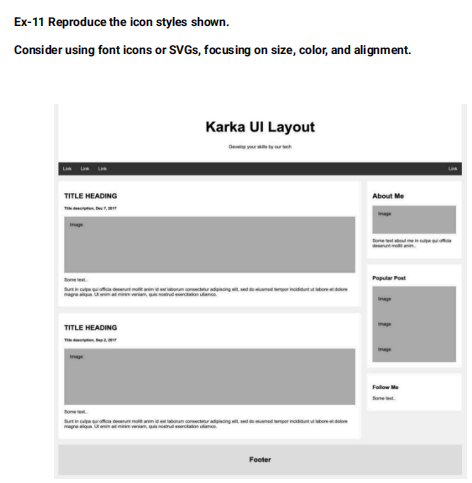 Ex-11 Reproduce the icon styles shown.
Consider using font icons or SVGs, focusing on size, color, and alignment.
Karka UI Layout
Develop your skills by our tech
Link Link Link Link
TITLE HEADING
Title description, Dec 7, 2017
Image
Some text..
Sunt in culpa qui officia deserunt mollit anim id est laborum consectetur adipiscing elit, sed do eiusmod tempor incididunt ut labore et dolore
magna aliqua. Ut enim ad minim veniam, quis nostrud exercitation ullamco.
TITLE HEADING
Title description, Sep 2, 2017
Image
Some text..
Sunt in culpa qui officia deserunt mollit anim id est laborum consectetur adipiscing elit, sed do eiusmod tempor incididunt ut labore et dolore
magna aliqua. Ut enim ad minim veniam, quis nostrud exercitation ullamco.
About Me
Image
Some text about me in culpa qui officia
deserunt mollit anim..
Popular Post
Image
Image
Image
Follow Me
Some text..
Footer